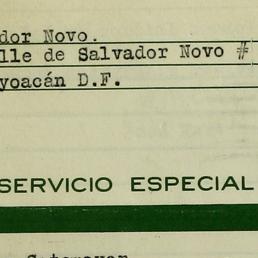 dor Novo.
lle de Salvador Novo #
yoacán D.F.
SERVICIO ESPECIAL